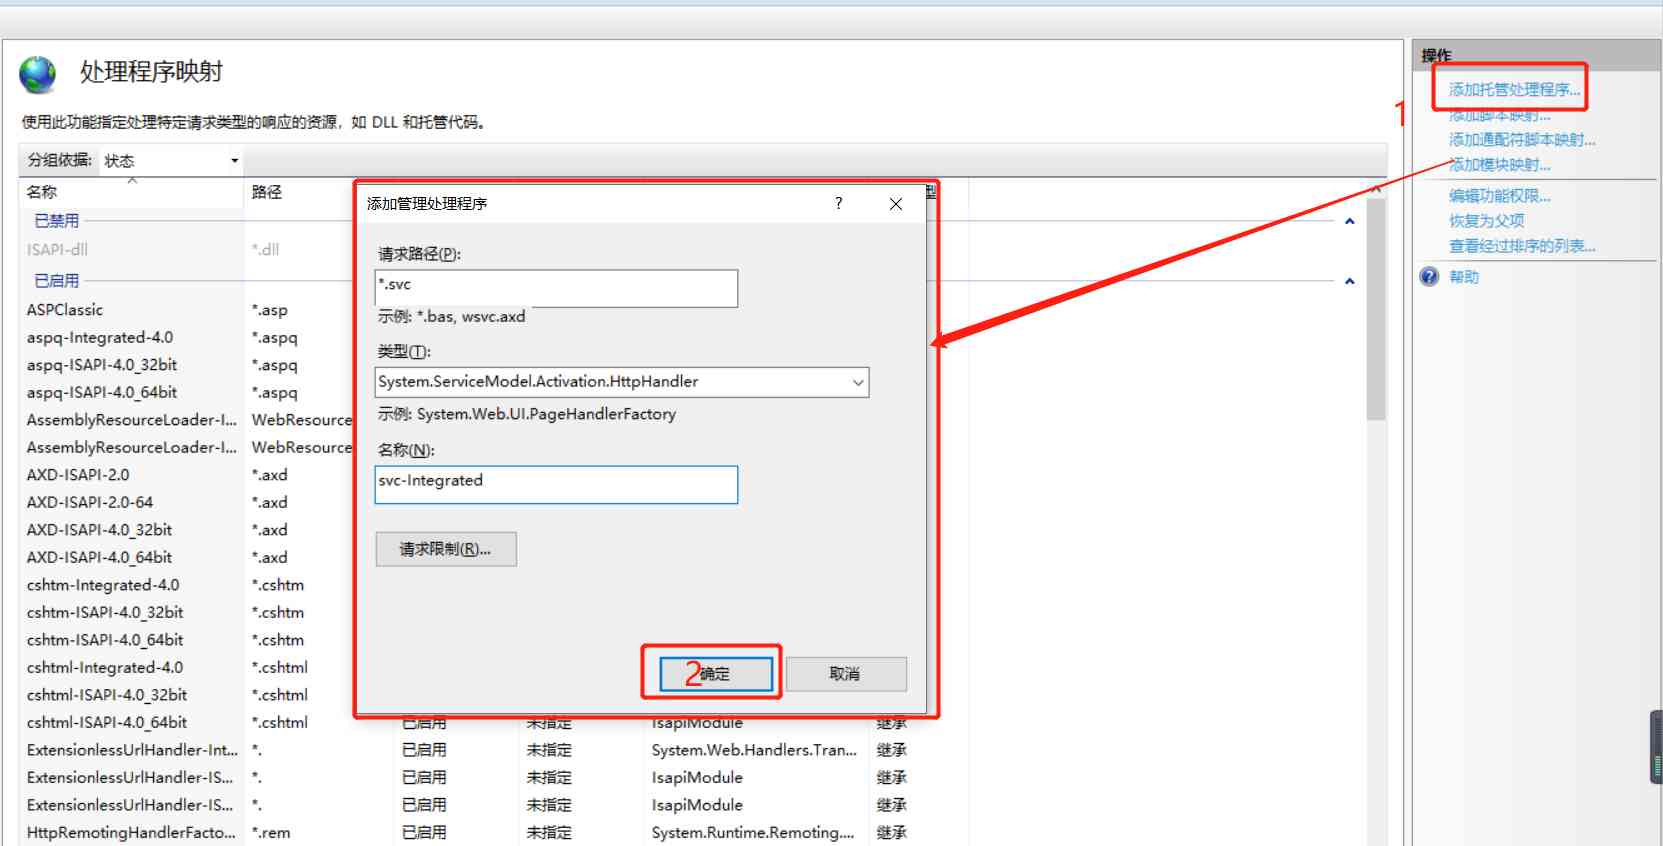 处理程序映射
使用此功能指定处理特定请求类型的响应的资源，如 DLL 和托管代码。
分组依据: 状态
名称 路径 型
已禁用
ISAPI-dll *.dll
已启用
ASPClassic *.asp
aspq-Integrated-4.0 *.aspq
aspq-ISAPI-4.0_32bit *.aspq
aspq-ISAPI-4.0_64bit *.aspq
AssemblyResourceLoader-I... WebResource
AssemblyResourceLoader-I... WebResource
AXD-ISAPI-2.0 *.axd
AXD-ISAPI-2.0-64 *.axd
AXD-ISAPI-4.0_32bit *.axd
AXD-ISAPI-4.0_64bit *.axd
cshtm-Integrated-4.0 *.cshtm
cshtm-ISAPI-4.0_32bit *.cshtm
cshtm-ISAPI-4.0_64bit *.cshtm
cshtml-Integrated-4.0 *.cshtml
cshtml-ISAPI-4.0_32bit *.cshtml
cshtml-ISAPI-4.0_64bit *.cshtml 已启用 未指定 IsapiModule 继承
ExtensionlessUrlHandler-Int... *. 已启用 未指定 System.Web.Handlers.Tran... 继承
ExtensionlessUrlHandler-IS... *. 已启用 未指定 IsapiModule 继承
ExtensionlessUrlHandler-IS... *. 已启用 未指定 IsapiModule 继承
HttpRemotingHandlerFacto... *.rem 已启用 未指定 System.Runtime.Remoting.... 继承
添加管理处理程序 ?
请求路径(P):
*.svc
示例: *.bas, wsvc.axd
类型(T):
System.ServiceModel.Activation.HttpHandler
示例: System.Web.UI.PageHandlerFactory
名称(N):
svc-Integrated
请求限制(R)...
2 确定 取消
操作
1 添加托管处理程序...
添加脚本映射...
添加通配符脚本映射...
添加模块映射...
编辑功能权限...
恢复为父项
查看经过排序的列表...
? 帮助